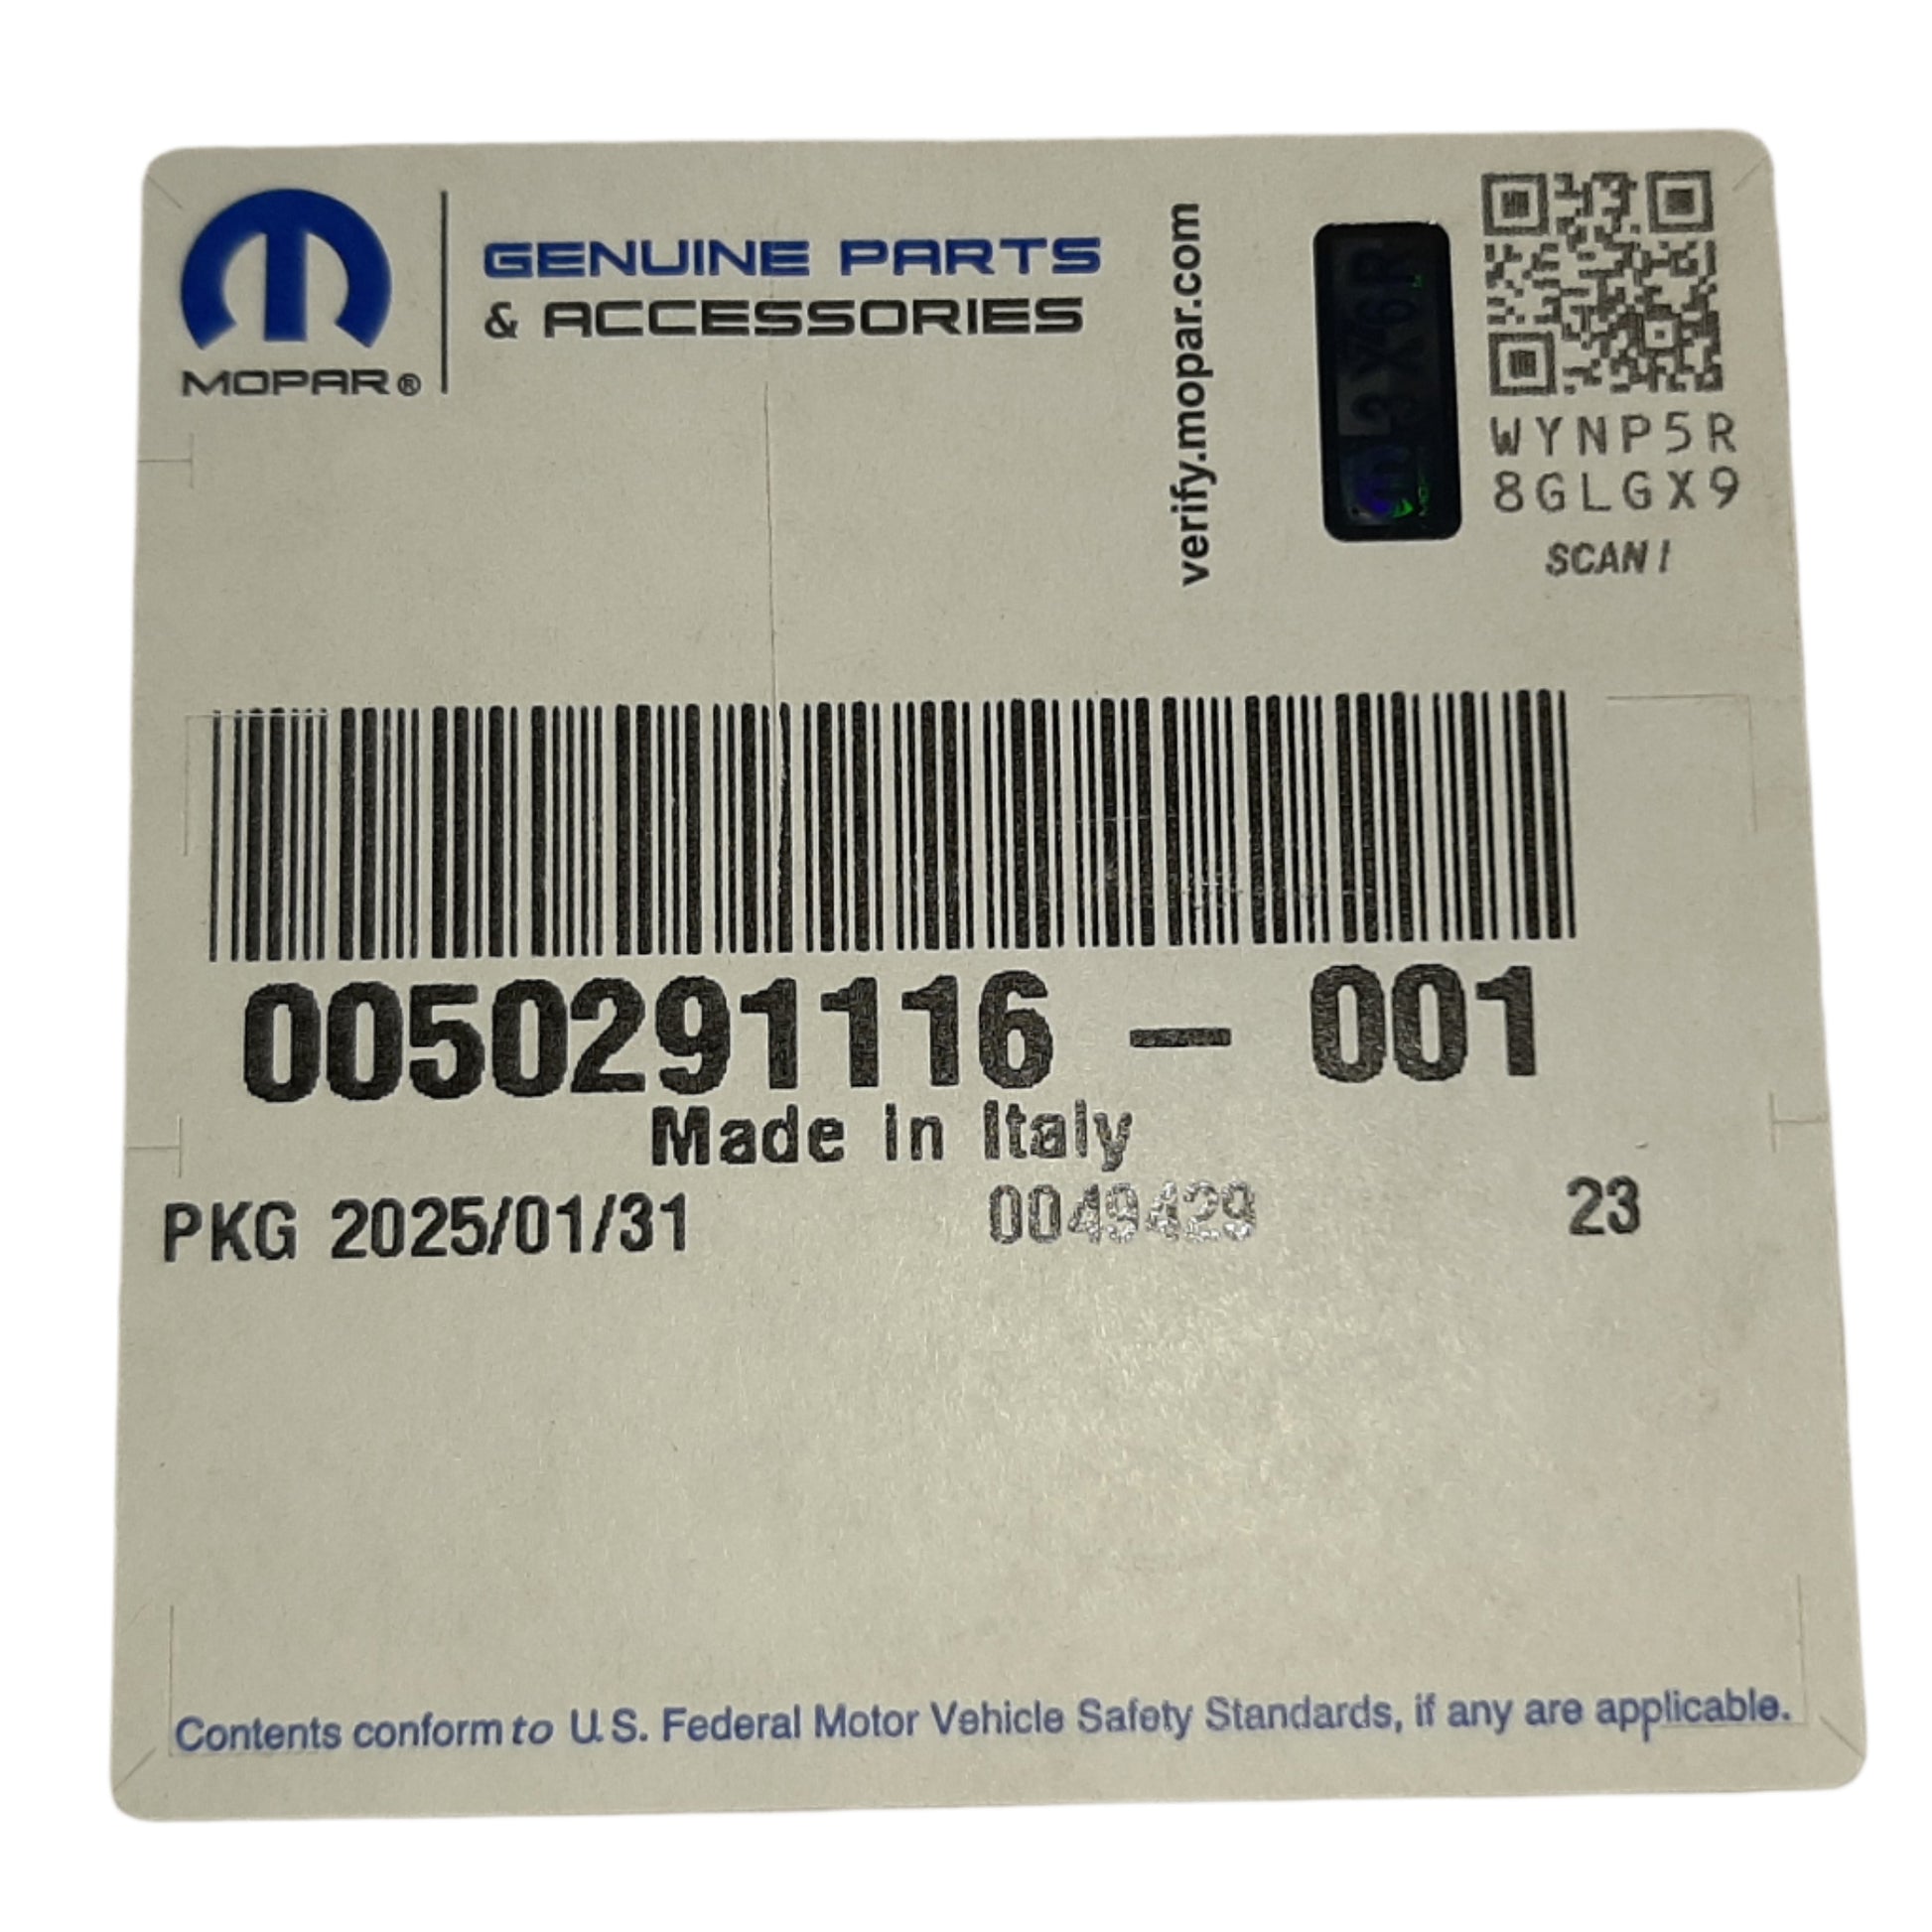 GENUINE PARTS
& ACCESSORIES
MOPAR®
verify.mopar.com
WYNP5R
8GLGX9
SCAN !
0050291116 - 001
Made in Italy
PKG 2025/01/31 0049429 23
Contents conform to U.S. Federal Motor Vehicle Safety Standards, if any are applicable.